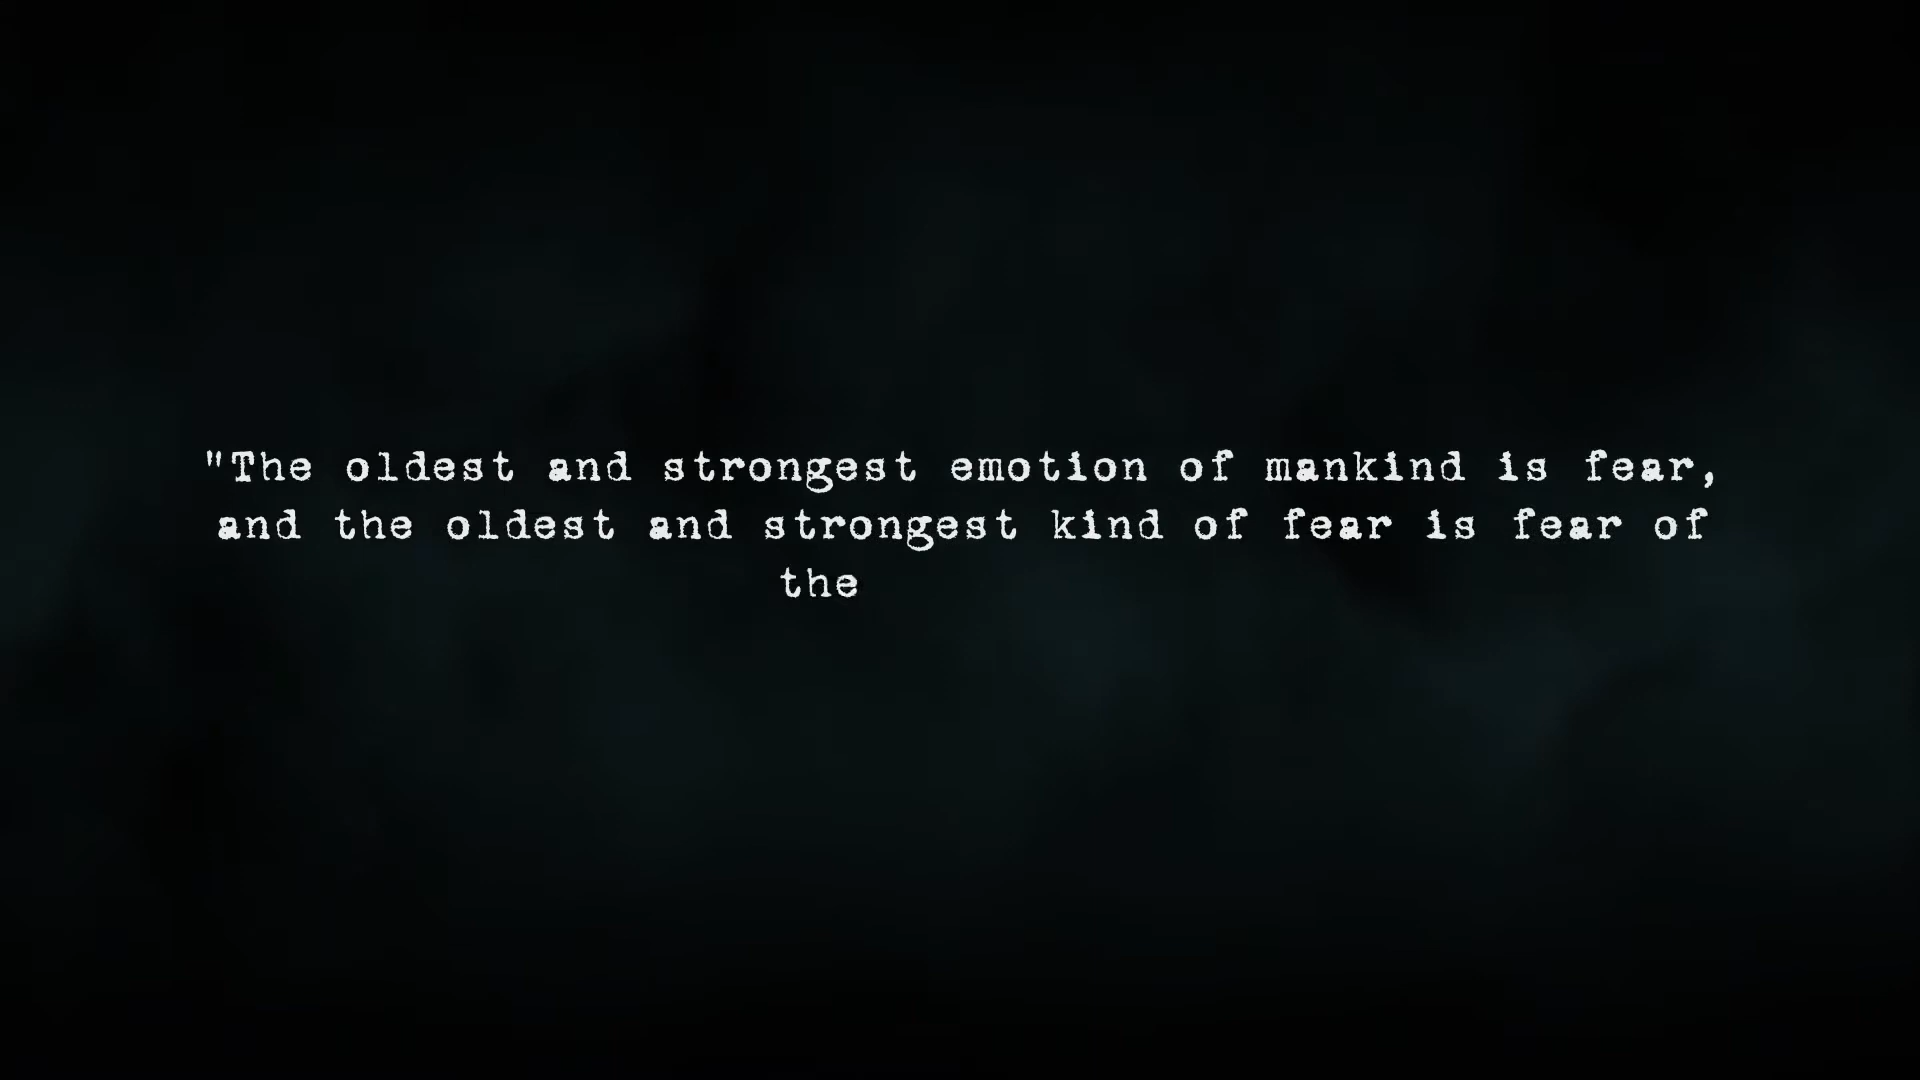 "The oldest and strongest emotion of mankind is fear,
and the oldest and strongest kind of fear is fear of
the